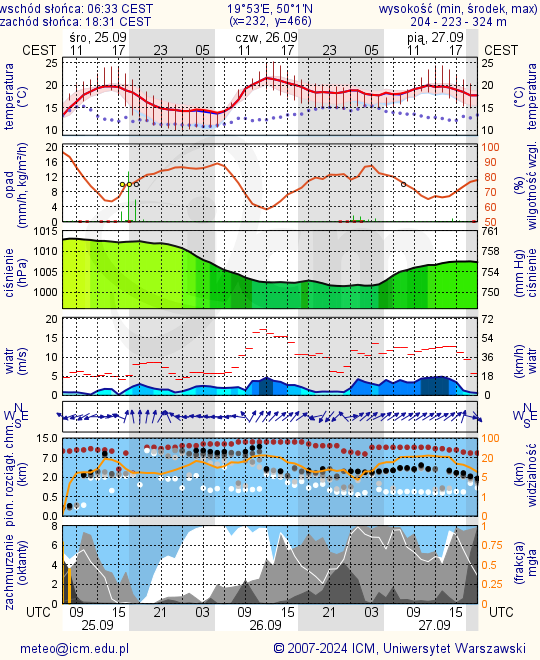 wschód słońca: 06:33 CEST 19°53'E, 50°1'N wysokość (min, środek, max)
zachód słońca: 18:31 CEST (x=232, y=466) 204 - 223 - 324 m
śro, 25.09 czw, 26.09 pią, 27.09
CEST 11 17 23 05 11 17 23 05 11 17 CEST
temperatura (°C)
25 20 15 10
25 20 15 10
temperatura (°C)
opad (mm/h, kg/m²/h)
20 16 12 8 4 0
100 90 80 70 60 50
wilgotność wzgl. (%)
ciśnienie (hPa)
1015 1010 1005 1000
761 758 754 750
ciśnienie (mm Hg)
wiatr (m/s)
20 15 10 5 0
72 54 36 18 0
wiatr (km/h)
N W E S
N W E S
pion. rozciągł. chm. (km)
15.0 7.0 2.0 0.5 0.0
100 20 5 1 0
widzialność (km)
zachmurzenie (oktanty)
8 6 4 2 0
1 0.75 0.5 0.25 0
mgła (frakcja)
UTC 09 15 21 03 09 15 21 03 09 15 UTC
25.09 26.09 27.09
meteo@icm.edu.pl © 2007-2024 ICM, Uniwersytet Warszawski